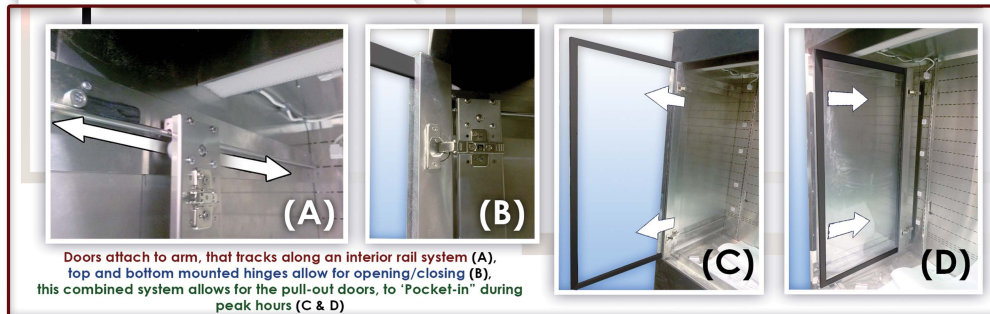 (A)
(B)
(C)
(D)
Doors attach to arm, that tracks along an interior rail system (A),
top and bottom mounted hinges allow for opening/closing (B),
this combined system allows for the pull-out doors, to ‘Pocket-in” during
peak hours (C & D)